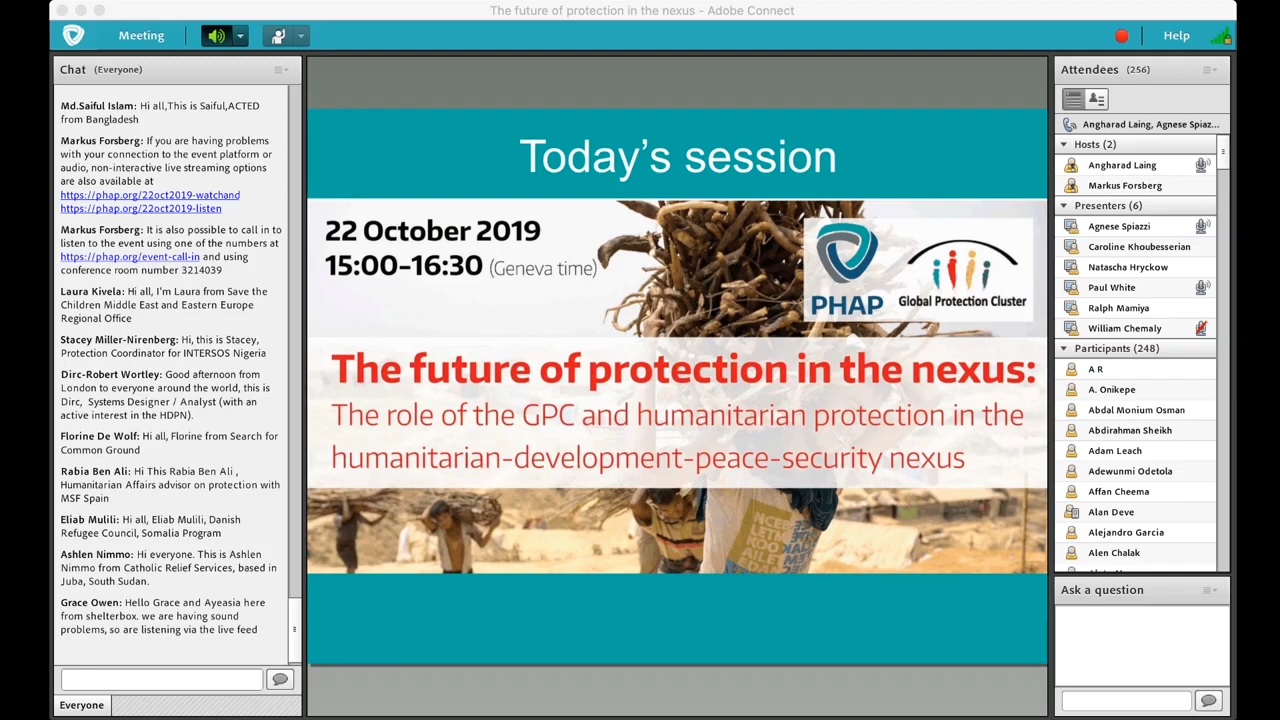 The future of protection in the nexus - Adobe Connect
Meeting
Help
Chat (Everyone)
Md.Saiful Islam: Hi all,This is Saiful,ACTED
from Bangladesh
Markus Forsberg: If you are having problems
with your connection to the event platform or
audio, non-interactive live streaming options
are also available at
https://phap.org/22oct2019-watchand
https://phap.org/22oct2019-listen
Markus Forsberg: It is also possible to call in to
listen to the event using one of the numbers at
https://phap.org/event-call-in and using
conference room number 3214039
Laura Kivela: Hi all, I'm Laura from Save the
Children Middle East and Eastern Europe
Regional Office
Stacey Miller-Nirenberg: Hi, this is Stacey,
Protection Coordinator for INTERSOS Nigeria
Dirc-Robert Wortley: Good afternoon from
London to everyone around the world, this is
Dirc, Systems Designer / Analyst (with an
active interest in the HDPN).
Florine De Wolf: Hi all, Florine from Search for
Common Ground
Rabia Ben Ali: Hi This Rabia Ben Ali ,
Humanitarian Affairs advisor on protection with
MSF Spain
Eliab Mulili: Hi all, Eliab Mulili, Danish
Refugee Council, Somalia Program
Ashlen Nimmo: Hi everyone. This is Ashlen
Nimmo from Catholic Relief Services, based in
Juba, South Sudan.
Grace Owen: Hello Grace and Ayeasia here
from shelterbox. we are having sound
problems, so are listening via the live feed
Everyone
Today's session
22 October 2019
15:00-16:30 (Geneva time)
PHAP
Global Protection Cluster
The future of protection in the nexus:
The role of the GPC and humanitarian protection in the
humanitarian-development-peace-security nexus
Attendees (256)
Angharad Laing, Agnese Spiaz...
Hosts (2)
Angharad Laing
Markus Forsberg
Presenters (6)
Agnese Spiazzi
Caroline Khoubesserian
Natascha Hryckow
Paul White
Ralph Mamiya
William Chemaly
Participants (248)
A R
A. Onikepe
Abdal Monium Osman
Abdirahman Sheikh
Adam Leach
Adewunmi Odetola
Affan Cheema
Alan Deve
Alejandro Garcia
Alen Chalak
Ask a question